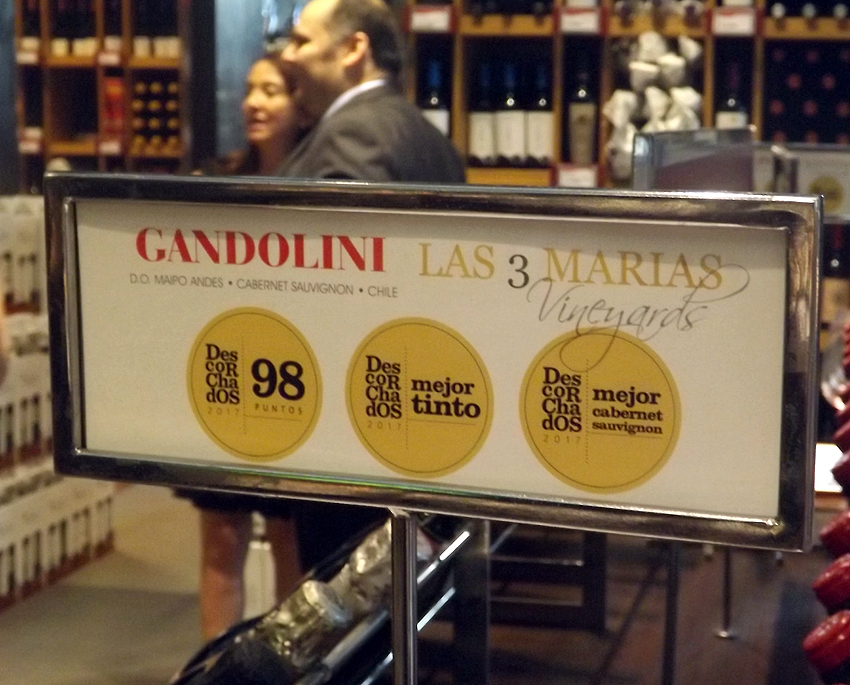 GANDOLINI
D.O. MAIPO ANDES • CABERNET SAUVIGNON • CHILE
LAS 3 MARIAS
Vineyards
Des
coR
Cha
dOS
2017
98
PUNTOS
Des
coR
Cha
dOS
2017
mejor
tinto
Des
coR
Cha
dOS
2017
mejor
cabernet
sauvignon